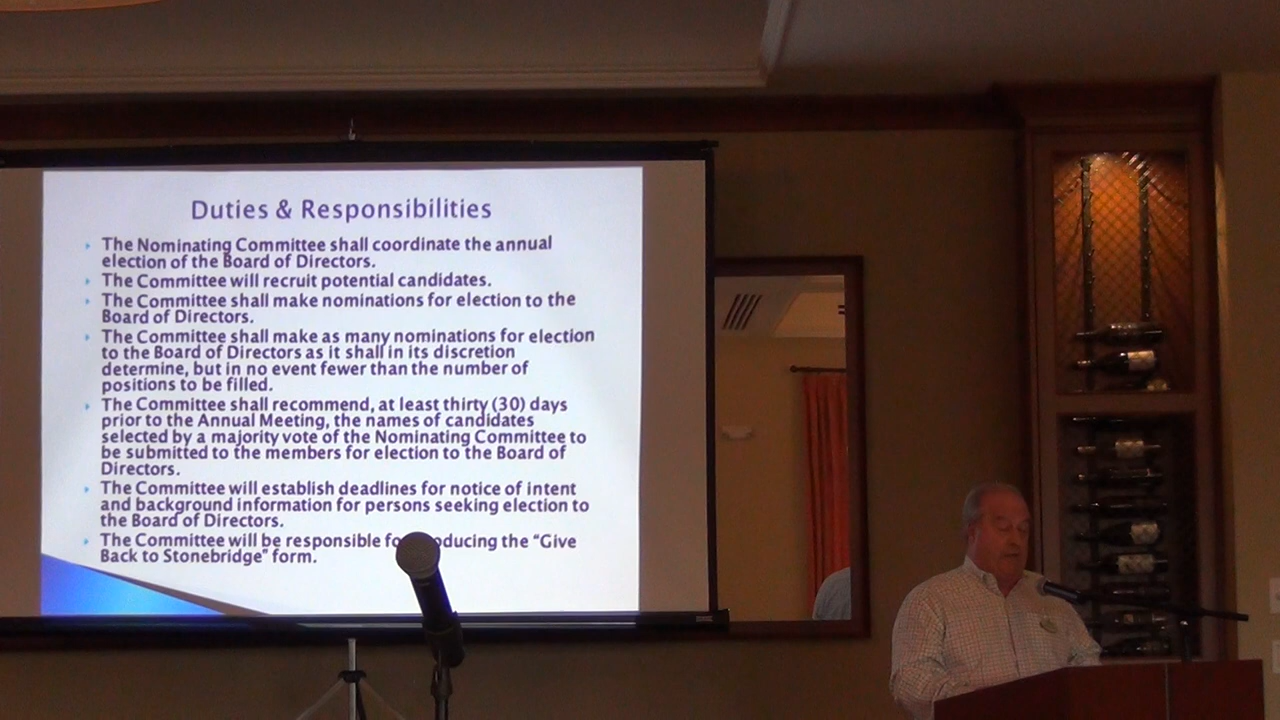 Duties & Responsibilities
The Nominating Committee shall coordinate the annual
election of the Board of Directors.
The Committee will recruit potential candidates.
The Committee shall make nominations for election to the
Board of Directors.
The Committee shall make as many nominations for election
to the Board of Directors as it shall in its discretion
determine, but in no event fewer than the number of
positions to be filled.
The Committee shall recommend, at least thirty (30) days
prior to the Annual Meeting, the names of candidates
selected by a majority vote of the Nominating Committee to
be submitted to the members for election to the Board of
Directors.
The Committee will establish deadlines for notice of intent
and background information for persons seeking election to
the Board of Directors.
The Committee will be responsible the "Give
Back to Stonebridge" form.